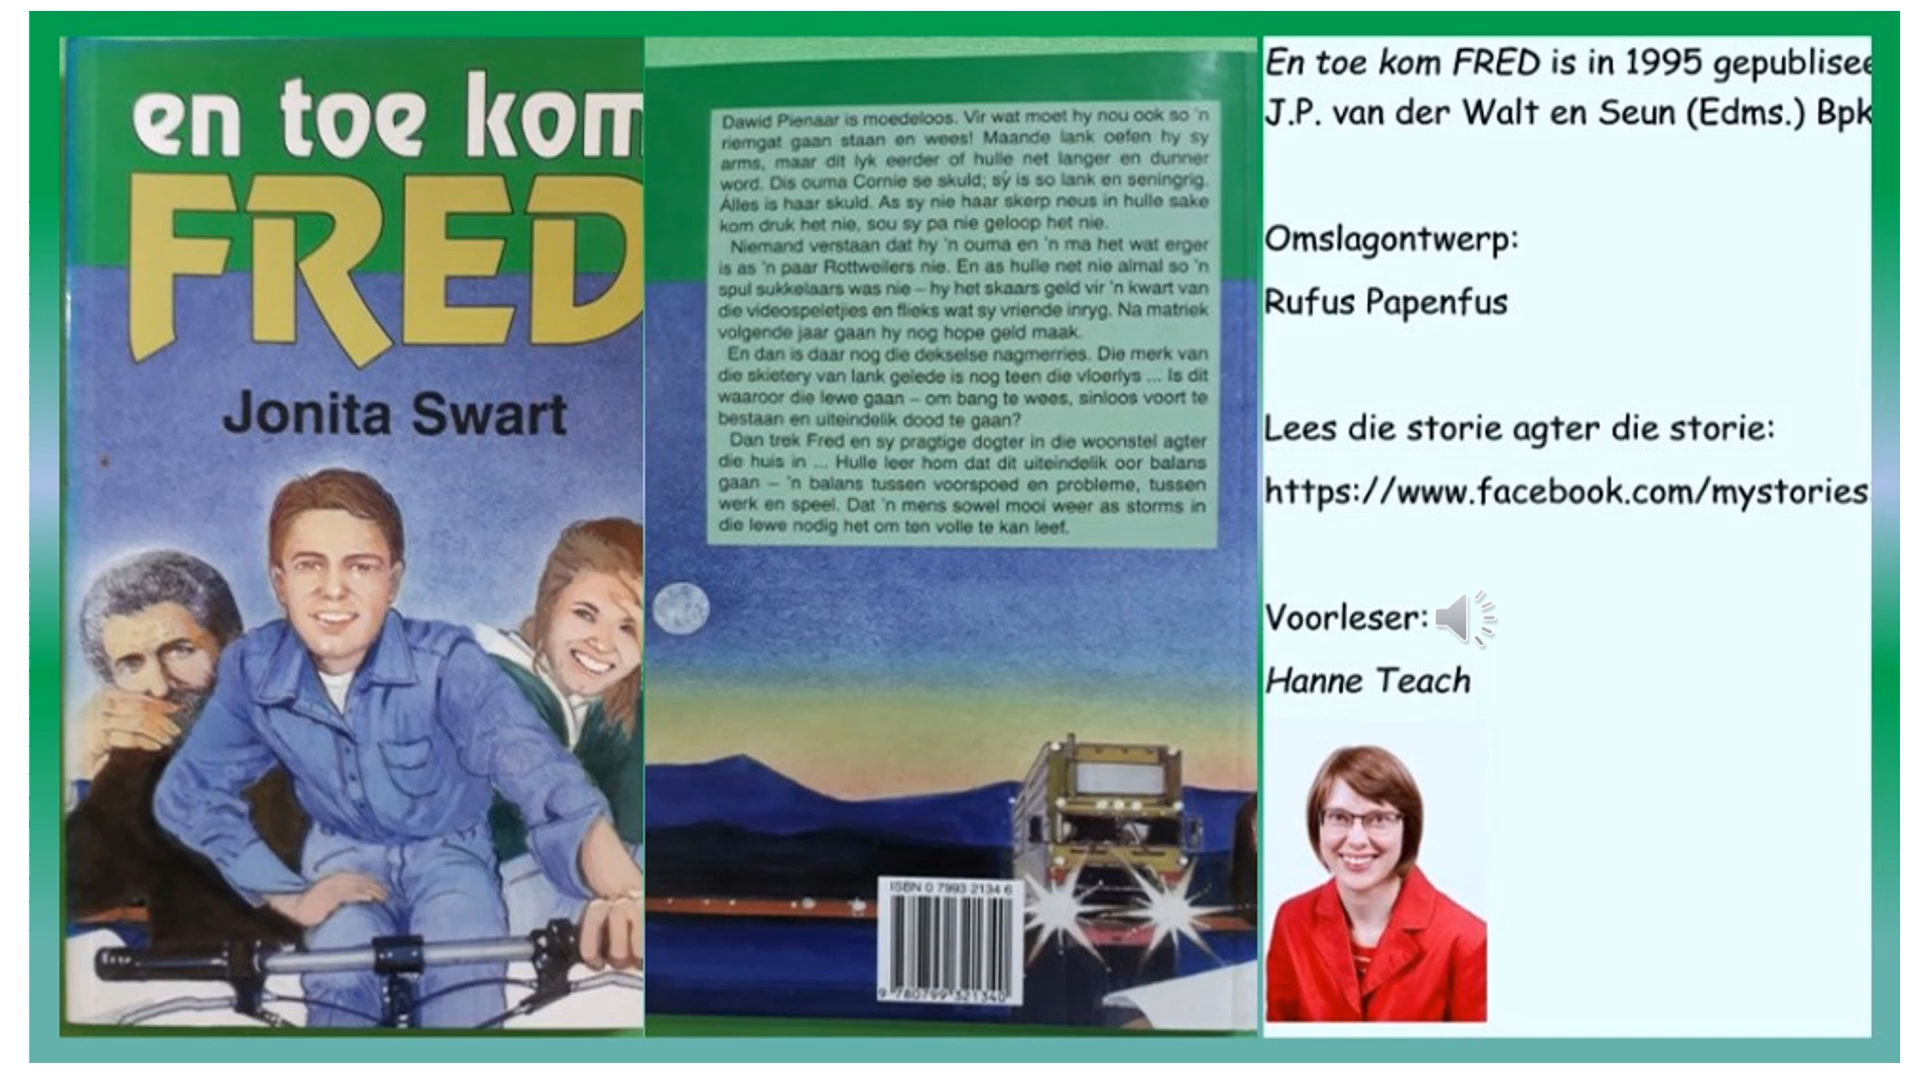 en toe kom
FRED
Jonita Swart
Dawid Pienaar is moedeloos. Vir wat moet hy nou ook so 'n
riemgat gaan staan en wees! Maande lank oefen hy sy
arms, maar dit lyk eerder of hulle net langer en dunner
word. Dis ouma Cornie se skuld; sý is so lank en seningrig.
Álles is haar skuld. As sy nie haar skerp neus in hulle sake
kom druk het nie, sou sy pa nie geloop het nie.
Niemand verstaan dat hy 'n ouma en 'n ma het wat erger
is as 'n paar Rottweilers nie. En as hulle net nie almal so 'n
spul sukkelaars was nie – hy het skaars geld vir 'n kwart van
die videospeletjies en flieks wat sy vriende inryg. Na matriek
volgende jaar gaan hy nog hope geld maak.
En dan is daar nog die dekselse nagmerries. Die merk van
die skietery van lank gelede is nog teen die vloerlys ... Is dit
waaroor die lewe gaan – om bang te wees, sinloos voort te
bestaan en uiteindelik dood te gaan?
Dan trek Fred en sy pragtige dogter in die woonstel agter
die huis in ... Hulle leer hom dat dit uiteindelik oor balans
gaan – 'n balans tussen voorspoed en probleme, tussen
werk en speel. Dat 'n mens sowel mooi weer as storms in
die lewe nodig het om ten volle te kan leef.
ISBN 0 7993 2134 6
9 780799 321340
En toe kom FRED is in 1995 gepublisee
J.P. van der Walt en Seun (Edms.) Bpk
Omslagontwerp:
Rufus Papenfus
Lees die storie agter die storie:
https://www.facebook.com/mystories
Voorleser:
Hanne Teach